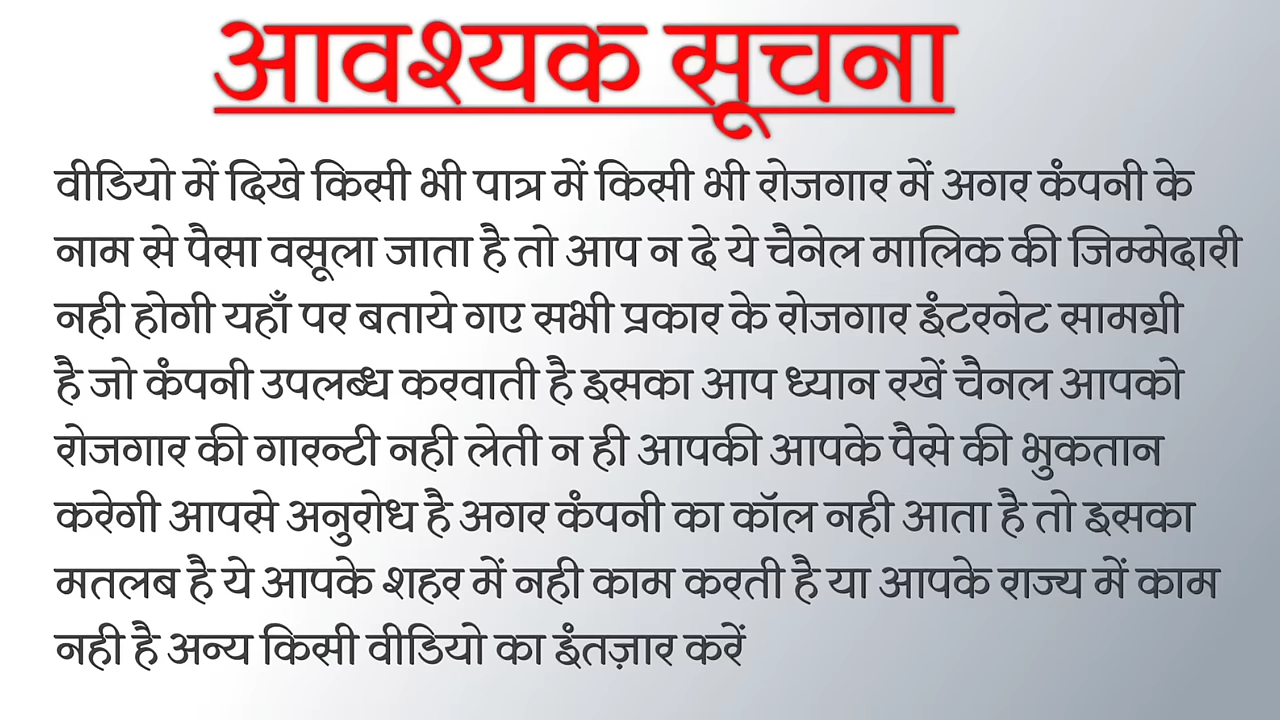 आवश्यक सूचना
वीडियो में दिखे किसी भी पात्र में किसी भी रोजगार में अगर कंपनी के
नाम से पैसा वसूला जाता है तो आप न दे ये चैनेल मालिक की जिम्मेदारी
नही होगी यहाँ पर बताये गए सभी प्रकार के रोजगार इंटरनेट सामग्री
है जो कंपनी उपलब्ध करवाती है इसका आप ध्यान रखें चैनल आपको
रोजगार की गारन्टी नही लेती न ही आपकी आपके पैसे की भुकतान
करेगी आपसे अनुरोध है अगर कंपनी का कॉल नही आता है तो इसका
मतलब है ये आपके शहर में नही काम करती है या आपके राज्य में काम
नही है अन्य किसी वीडियो का इंतज़ार करें